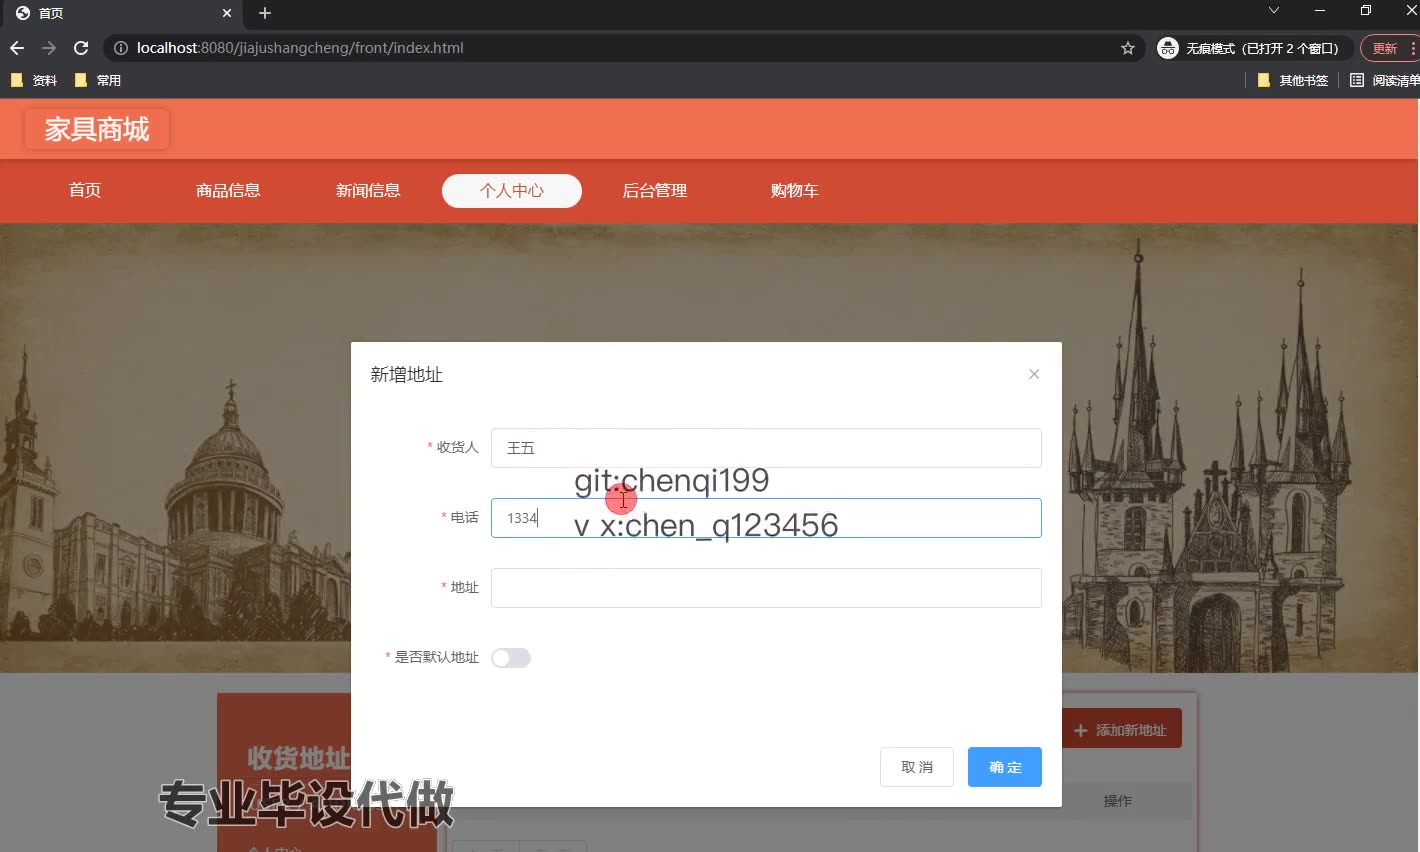 首页
localhost:8080/jiajushangcheng/front/index.html
无痕模式（已打开 2 个窗口）
更新
资料
常用
其他书签
阅读清单
家具商城
首页
商品信息
新闻信息
个人中心
后台管理
购物车
新增地址
* 收货人
王五
git:chenqi199
* 电话
1334
v x:chen_q123456
* 地址
* 是否默认地址
收货地址
添加新地址
取消
确定
专业毕设代做
操作
个人中心